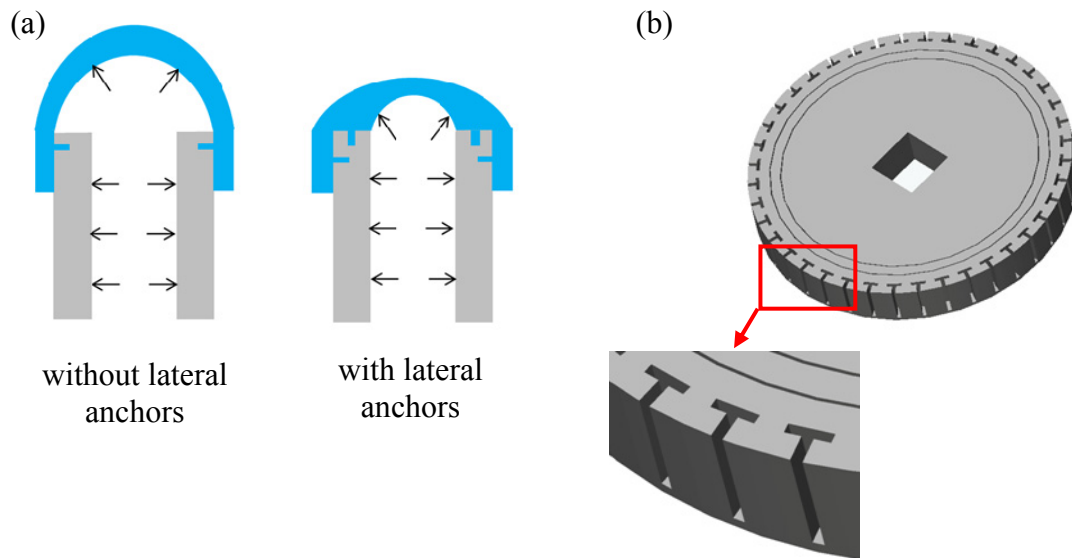 (a)
(b)
without lateral
anchors
with lateral
anchors